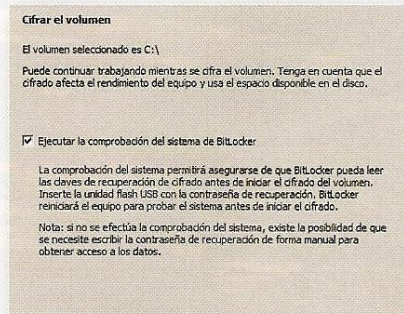 Cifrar el volumen
El volumen seleccionado es C:\
Puede continuar trabajando mientras se cifra el volumen. Tenga en cuenta que el
cifrado afecta el rendimiento del equipo y usa el espacio disponible en el disco.
Ejecutar la comprobación del sistema de BitLocker
La comprobación del sistema permitirá asegurarse de que BitLocker pueda leer
las claves de recuperación de cifrado antes de iniciar el cifrado del volumen.
Inserte la unidad flash USB con la contraseña de recuperación. BitLocker
reiniciará el equipo para probar el sistema antes de iniciar el cifrado.
Nota: si no se efectúa la comprobación del sistema, existe la posibilidad de que
se necesite escribir la contraseña de recuperación de forma manual para
obtener acceso a los datos.